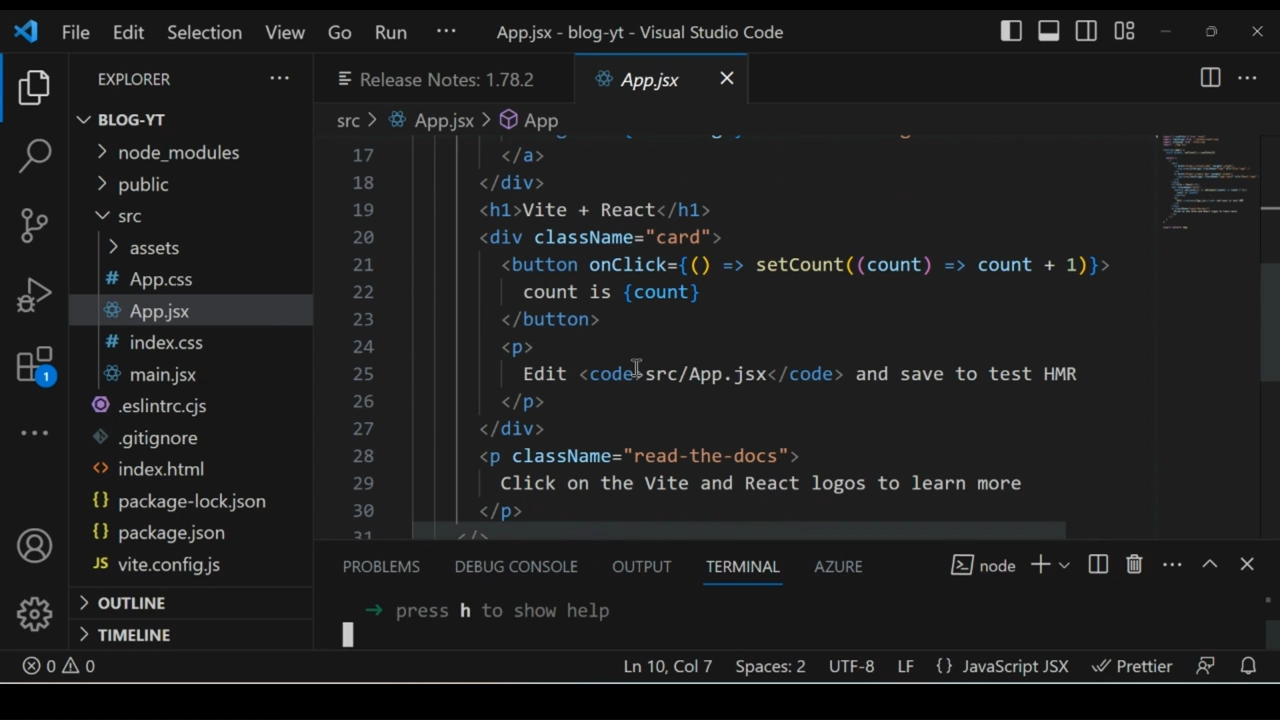 File Edit Selection View Go Run ··· App.jsx - blog-yt - Visual Studio Code
EXPLORER ···
BLOG-YT
node_modules
public
src
assets
App.css
App.jsx
index.css
main.jsx
.eslintrc.cjs
.gitignore
index.html
package-lock.json
package.json
vite.config.js
OUTLINE
TIMELINE
1
Release Notes: 1.78.2 App.jsx
src > App.jsx > App
17 </a>
18 </div>
19 <h1>Vite + React</h1>
20 <div className="card">
21 <button onClick={() => setCount((count) => count + 1)}>
22 count is {count}
23 </button>
24 <p>
25 Edit <code>src/App.jsx</code> and save to test HMR
26 </p>
27 </div>
28 <p className="read-the-docs">
29 Click on the Vite and React logos to learn more
30 </p>
31 </>
PROBLEMS DEBUG CONSOLE OUTPUT TERMINAL AZURE node
→ press h to show help
0 0 Ln 10, Col 7 Spaces: 2 UTF-8 LF {} JavaScript JSX Prettier